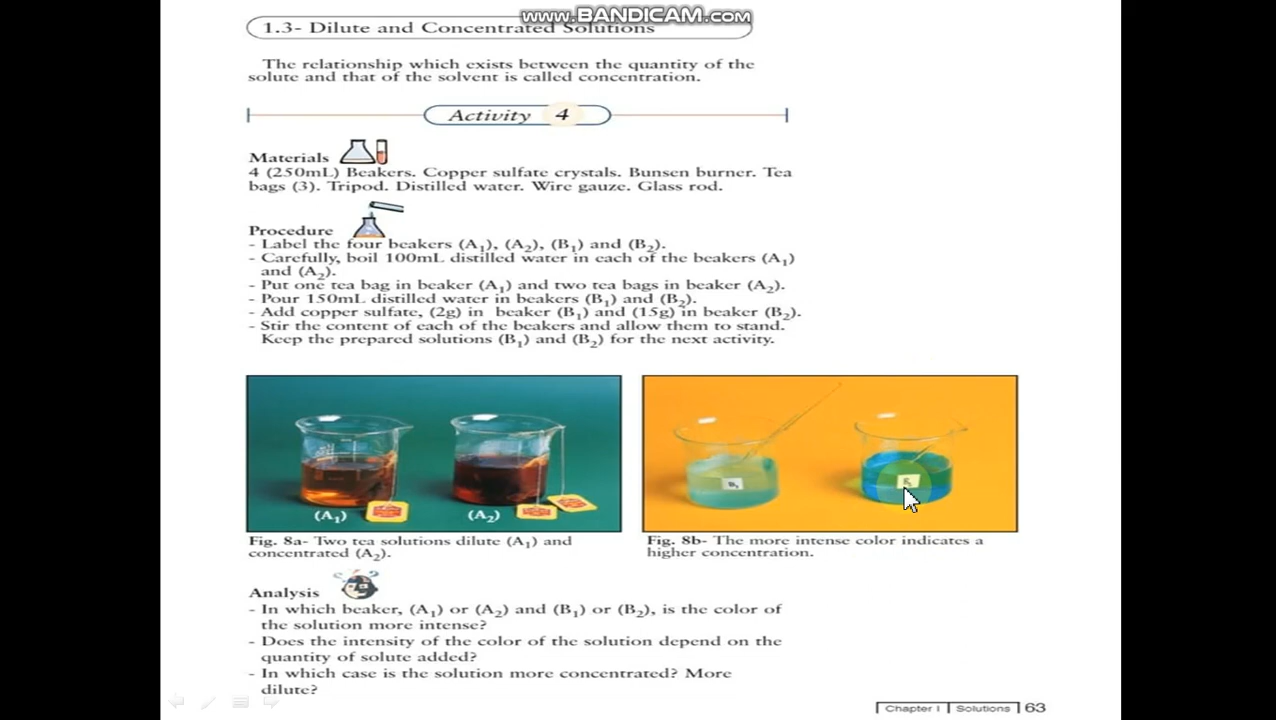 www.BANDICAM.com
1.3- Dilute and Concentrated Solutions
The relationship which exists between the quantity of the
solute and that of the solvent is called concentration.
Activity 4
Materials
4 (250mL) Beakers. Copper sulfate crystals. Bunsen burner. Tea
bags (3). Tripod. Distilled water. Wire gauze. Glass rod.
Procedure
- Label the four beakers (A₁), (A₂), (B₁) and (B₂).
- Carefully, boil 100mL distilled water in each of the beakers (A₁)
and (A₂).
- Put one tea bag in beaker (A₁) and two tea bags in beaker (A₂).
- Pour 150mL distilled water in beakers (B₁) and (B₂).
- Add copper sulfate, (2g) in beaker (B₁) and (15g) in beaker (B₂).
- Stir the content of each of the beakers and allow them to stand.
Keep the prepared solutions (B₁) and (B₂) for the next activity.
(A₁) (A₂)
B₁
Fig. 8a- Two tea solutions dilute (A₁) and
concentrated (A₂).
Fig. 8b- The more intense color indicates a
higher concentration.
Analysis
- In which beaker, (A₁) or (A₂) and (B₁) or (B₂), is the color of
the solution more intense?
- Does the intensity of the color of the solution depend on the
quantity of solute added?
- In which case is the solution more concentrated? More
dilute?
Chapter I Solutions 63